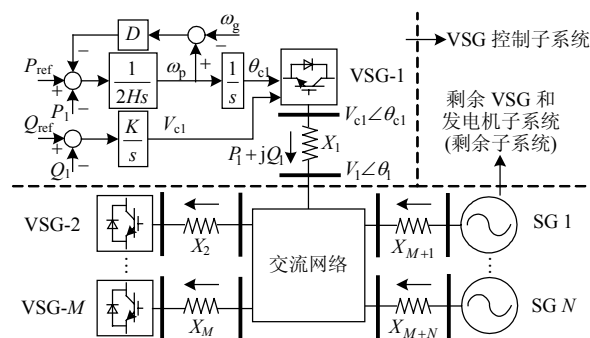 D
ω_g
P_ref
P_1
1
2Hs
ω_p
1
s
θ_c1
VSG-1
Q_ref
Q_1
K
s
V_c1
V_c1∠θ_c1
P_1+jQ_1
X_1
V_1∠θ_1
VSG 控制子系统
剩余 VSG 和
发电机子系统
(剩余子系统)
VSG-2
X_2
交流网络
X_{M+1}
SG 1
VSG-M
X_M
X_{M+N}
SG N